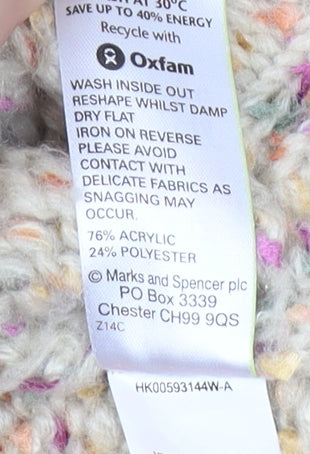 AT 30°C
SAVE UP TO 40% ENERGY
Recycle with
Oxfam
WASH INSIDE OUT
RESHAPE WHILST DAMP
DRY FLAT
IRON ON REVERSE
PLEASE AVOID
CONTACT WITH
DELICATE FABRICS AS
SNAGGING MAY
OCCUR.
76% ACRYLIC
24% POLYESTER
© Marks and Spencer plc
PO Box 3339
Chester CH99 9QS
Z14C
HK00593144W-A